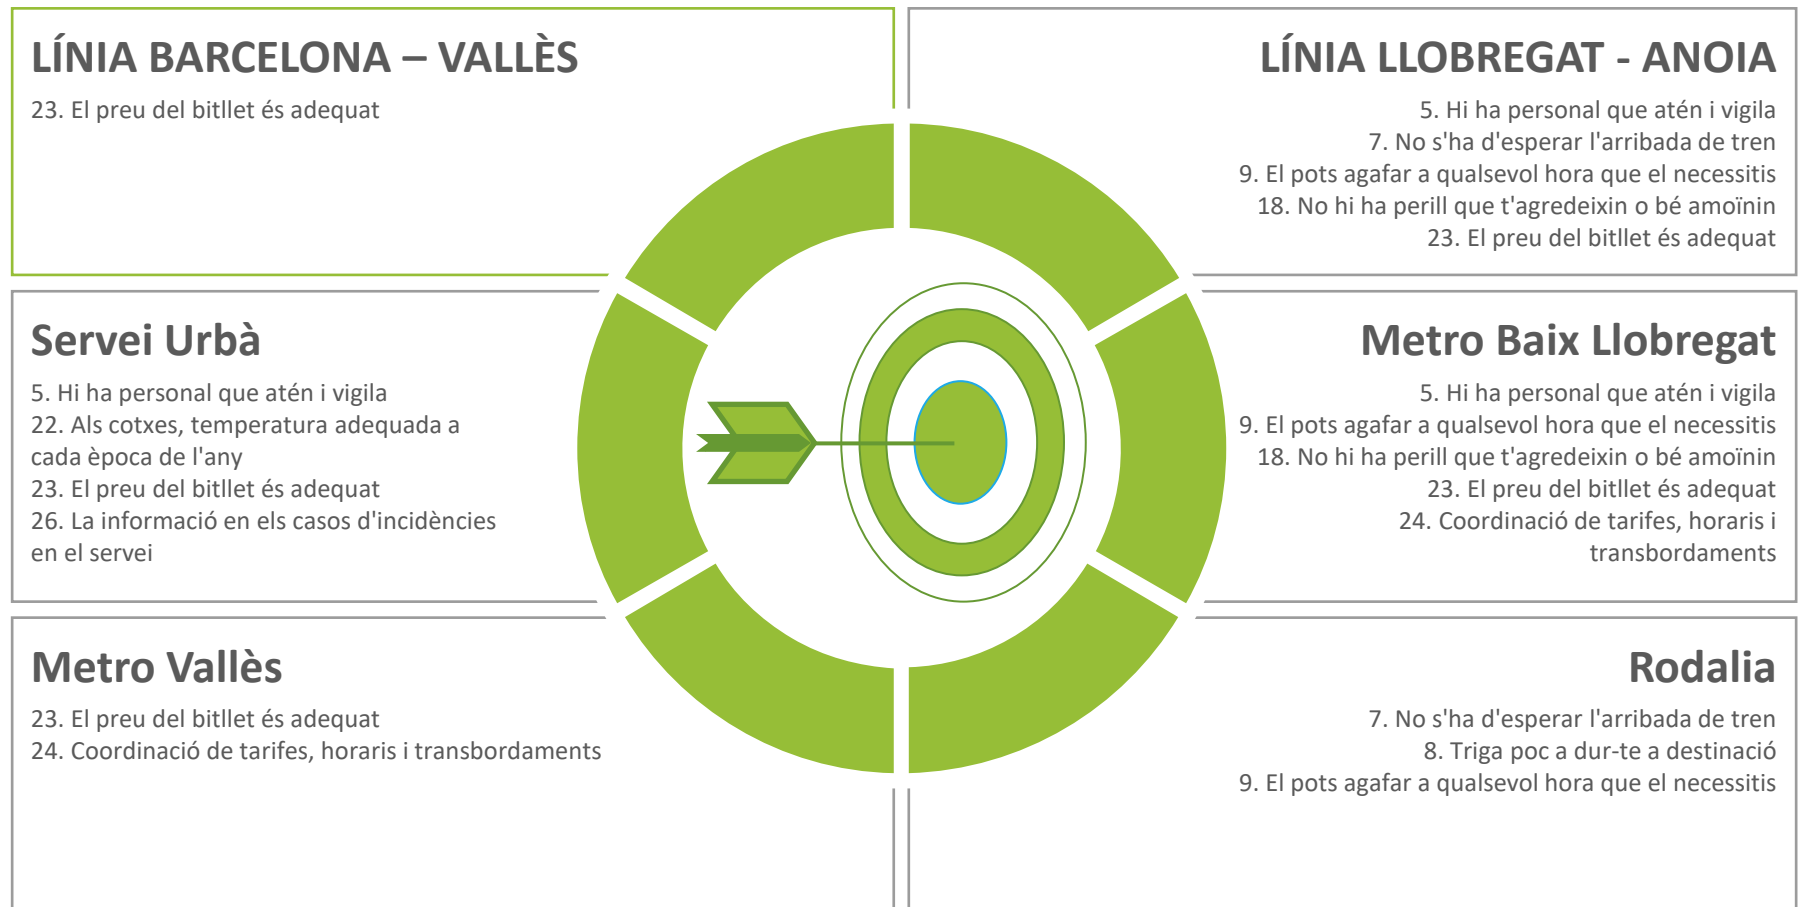 LÍNIA BARCELONA – VALLÈS
23. El preu del bitllet és adequat
LÍNIA LLOBREGAT - ANOIA
5. Hi ha personal que atén i vigila
7. No s'ha d'esperar l'arribada de tren
9. El pots agafar a qualsevol hora que el necessitis
18. No hi ha perill que t'agredeixin o bé amoïnin
23. El preu del bitllet és adequat
Servei Urbà
5. Hi ha personal que atén i vigila
22. Als cotxes, temperatura adequada a
cada època de l'any
23. El preu del bitllet és adequat
26. La informació en els casos d'incidències
en el servei
Metro Baix Llobregat
5. Hi ha personal que atén i vigila
9. El pots agafar a qualsevol hora que el necessitis
18. No hi ha perill que t'agredeixin o bé amoïnin
23. El preu del bitllet és adequat
24. Coordinació de tarifes, horaris i
transbordaments
Metro Vallès
23. El preu del bitllet és adequat
24. Coordinació de tarifes, horaris i transbordaments
Rodalia
7. No s'ha d'esperar l'arribada de tren
8. Triga poc a dur-te a destinació
9. El pots agafar a qualsevol hora que el necessitis